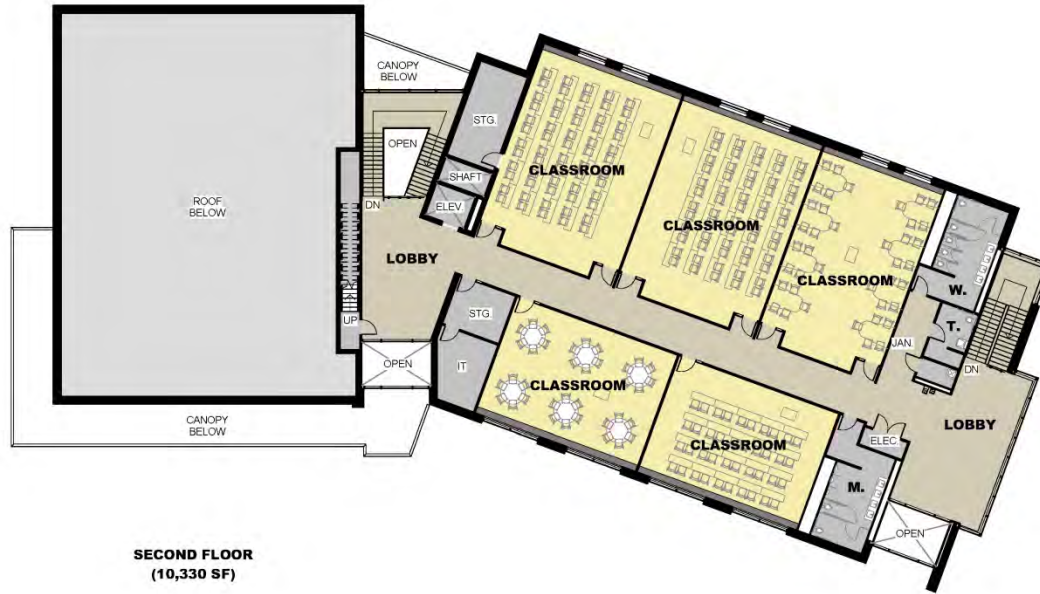 CANOPY
BELOW
STG.
OPEN
CLASSROOM
SHAFT
ROOF
BELOW
ELEV.
DN
CLASSROOM
LOBBY
CLASSROOM
W.
STG.
T.
UP
JAN.
OPEN
IT
CLASSROOM
DN
CANOPY
BELOW
CLASSROOM
ELEC
LOBBY
M.
OPEN
SECOND FLOOR
(10,330 SF)